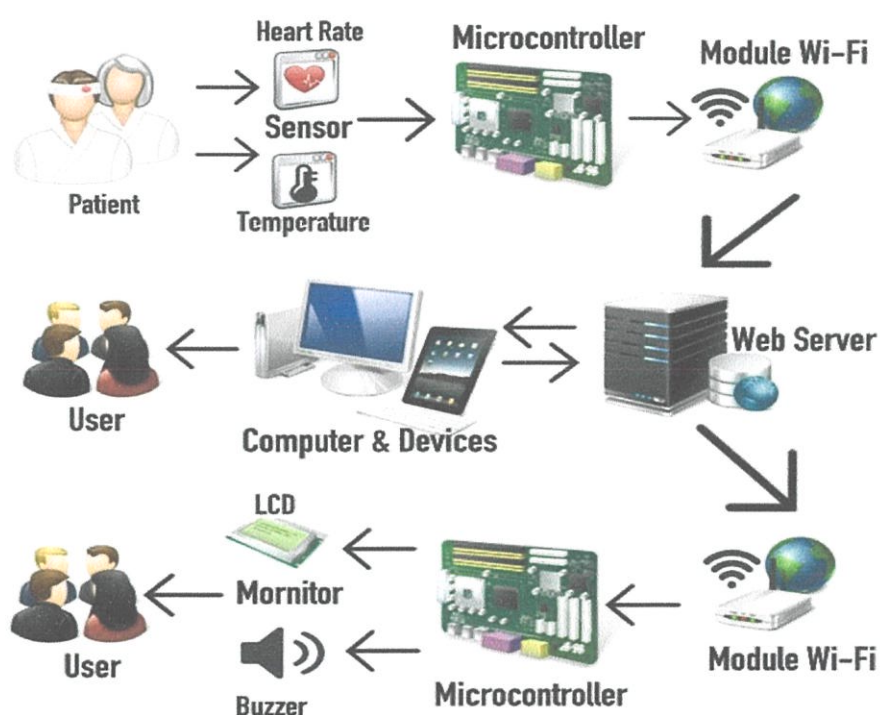 Heart Rate
Microcontroller
Module Wi-Fi
Sensor
Patient
Temperature
Web Server
User
Computer & Devices
LCD
Mornitor
User
Module Wi-Fi
Microcontroller
Buzzer